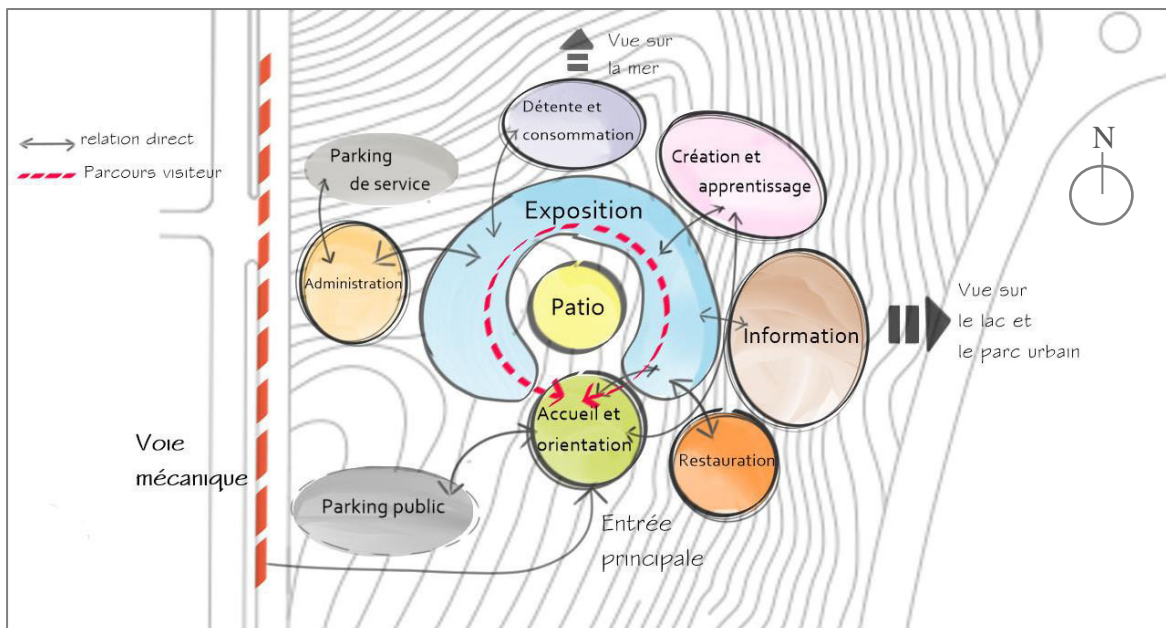 Vue sur
la mer
Détente et
consommation
relation direct
Parcours visiteur
Parking
de service
Création et
apprentissage
N
Exposition
Administration
Patio
Information
Vue sur
le lac et
le parc urbain
Accueil et
orientation
Restauration
Voie
mécanique
Parking public
Entrée
principale